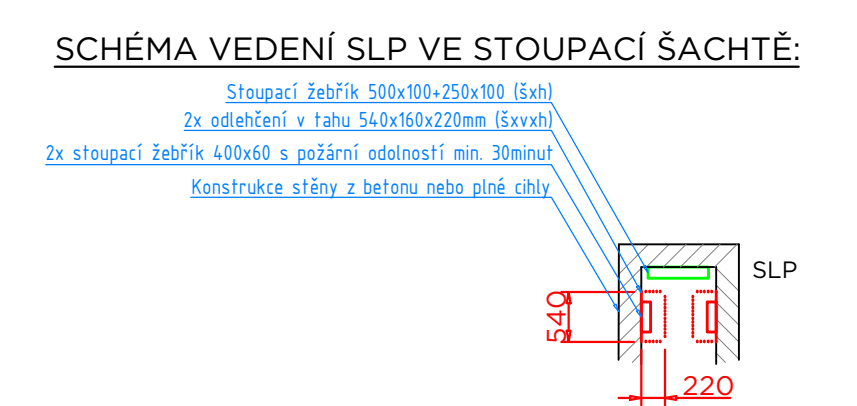 SCHÉMA VEDENÍ SLP VE STOUPACÍ ŠACHTĚ:
Stoupací žebřík 500x100+250x100 (šxh)
2x odlehčení v tahu 540x160x220mm (šxvxh)
2x stoupací žebřík 400x60 s požární odolností min. 30minut
Konstrukce stěny z betonu nebo plné cihly
SLP
540
220